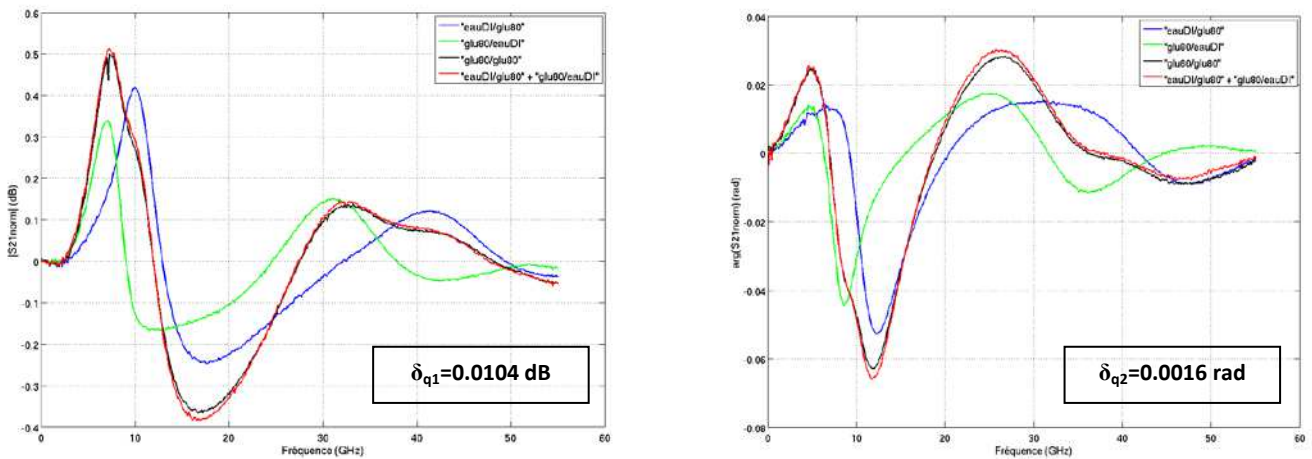 |S21norm| (dB)
0.6
0.5
0.4
0.3
0.2
0.1
0
-0.1
-0.2
-0.3
-0.4
0 10 20 30 40 50 60
Fréquence (GHz)
"eauDI/glu80"
"glu80/eauDI"
"glu80/glu80"
"eauDI/glu80" + "glu80/eauDI"
δq1=0.0104 dB
arg(S21norm) (rad)
0.04
0.02
0
-0.02
-0.04
-0.06
-0.08
0 10 20 30 40 50 60
Fréquence (GHz)
"eauDI/glu80"
"glu80/eauDI"
"glu80/glu80"
"eauDI/glu80" + "glu80/eauDI"
δq2=0.0016 rad